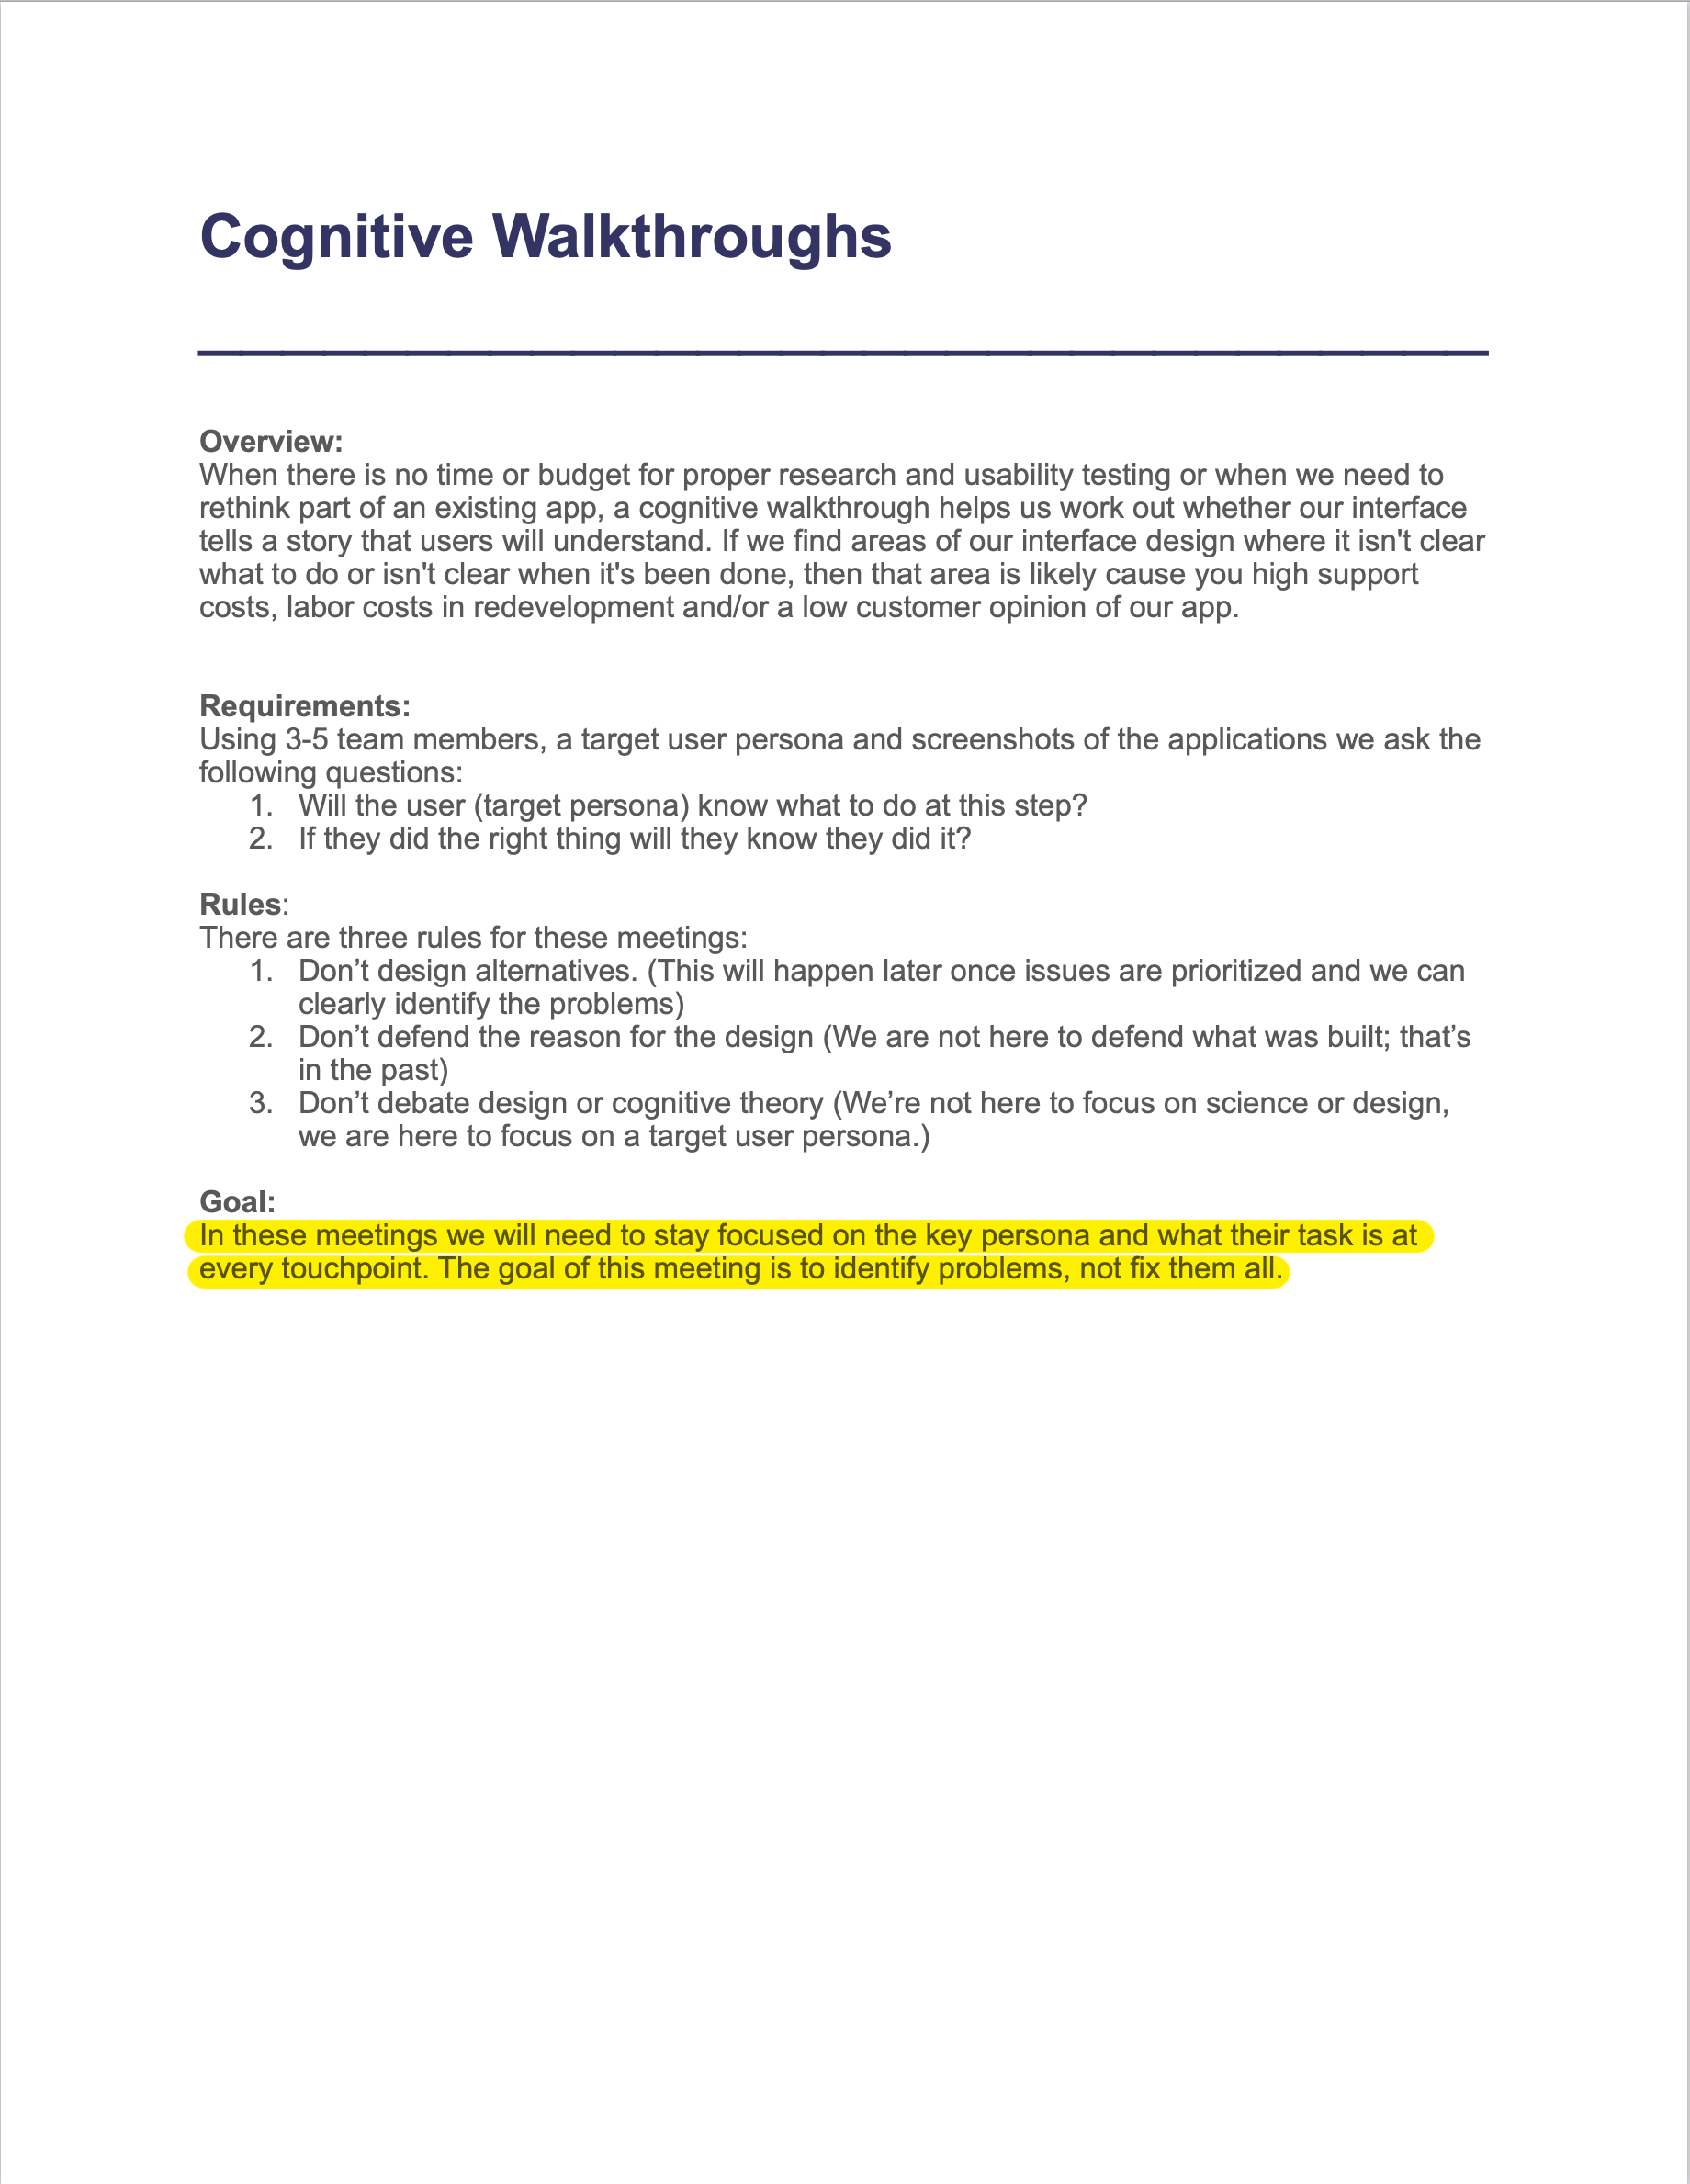 Cognitive Walkthroughs
Overview:
When there is no time or budget for proper research and usability testing or when we need to
rethink part of an existing app, a cognitive walkthrough helps us work out whether our interface
tells a story that users will understand. If we find areas of our interface design where it isn't clear
what to do or isn't clear when it's been done, then that area is likely cause you high support
costs, labor costs in redevelopment and/or a low customer opinion of our app.
Requirements:
Using 3-5 team members, a target user persona and screenshots of the applications we ask the
following questions:
1. Will the user (target persona) know what to do at this step?
2. If they did the right thing will they know they did it?
Rules:
There are three rules for these meetings:
1. Don’t design alternatives. (This will happen later once issues are prioritized and we can
clearly identify the problems)
2. Don’t defend the reason for the design (We are not here to defend what was built; that’s
in the past)
3. Don’t debate design or cognitive theory (We’re not here to focus on science or design,
we are here to focus on a target user persona.)
Goal:
In these meetings we will need to stay focused on the key persona and what their task is at
every touchpoint. The goal of this meeting is to identify problems, not fix them all.